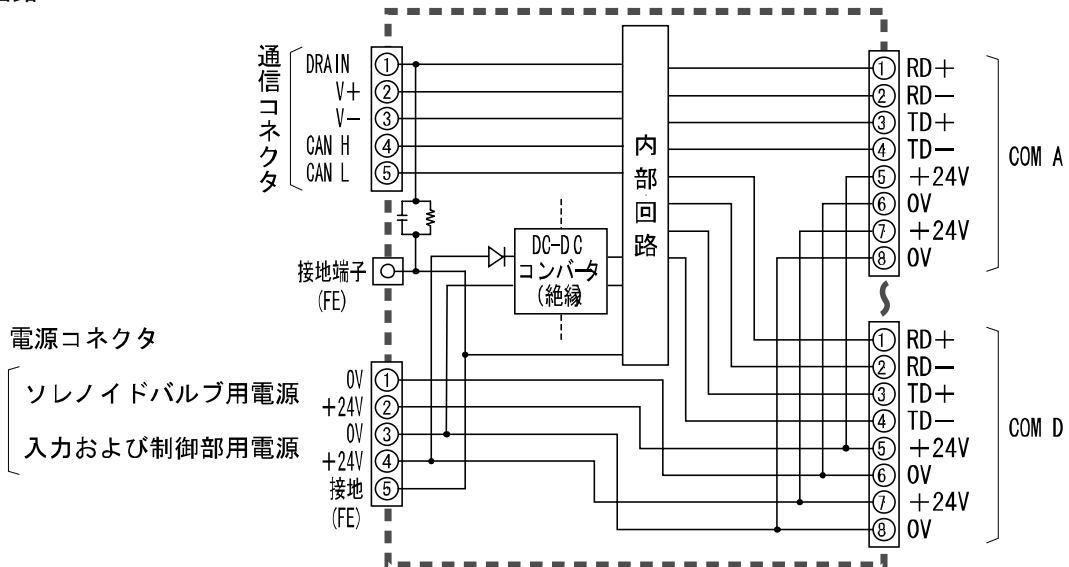 通信コネクタ
① DRAIN
② V+
③ V−
④ CAN H
⑤ CAN L
接地端子
(FE)
DC-DC
コンバータ
(絶縁
内部回路
電源コネクタ
ソレノイドバルブ用電源
入力および制御部用電源
0V ①
+24V ②
0V ③
+24V ④
接地 ⑤
(FE)
① RD+
② RD−
③ TD+
④ TD−
⑤ +24V
⑥ 0V
⑦ +24V
⑧ 0V
COM A
① RD+
② RD−
③ TD+
④ TD−
⑤ +24V
⑥ 0V
⑦ +24V
⑧ 0V
COM D